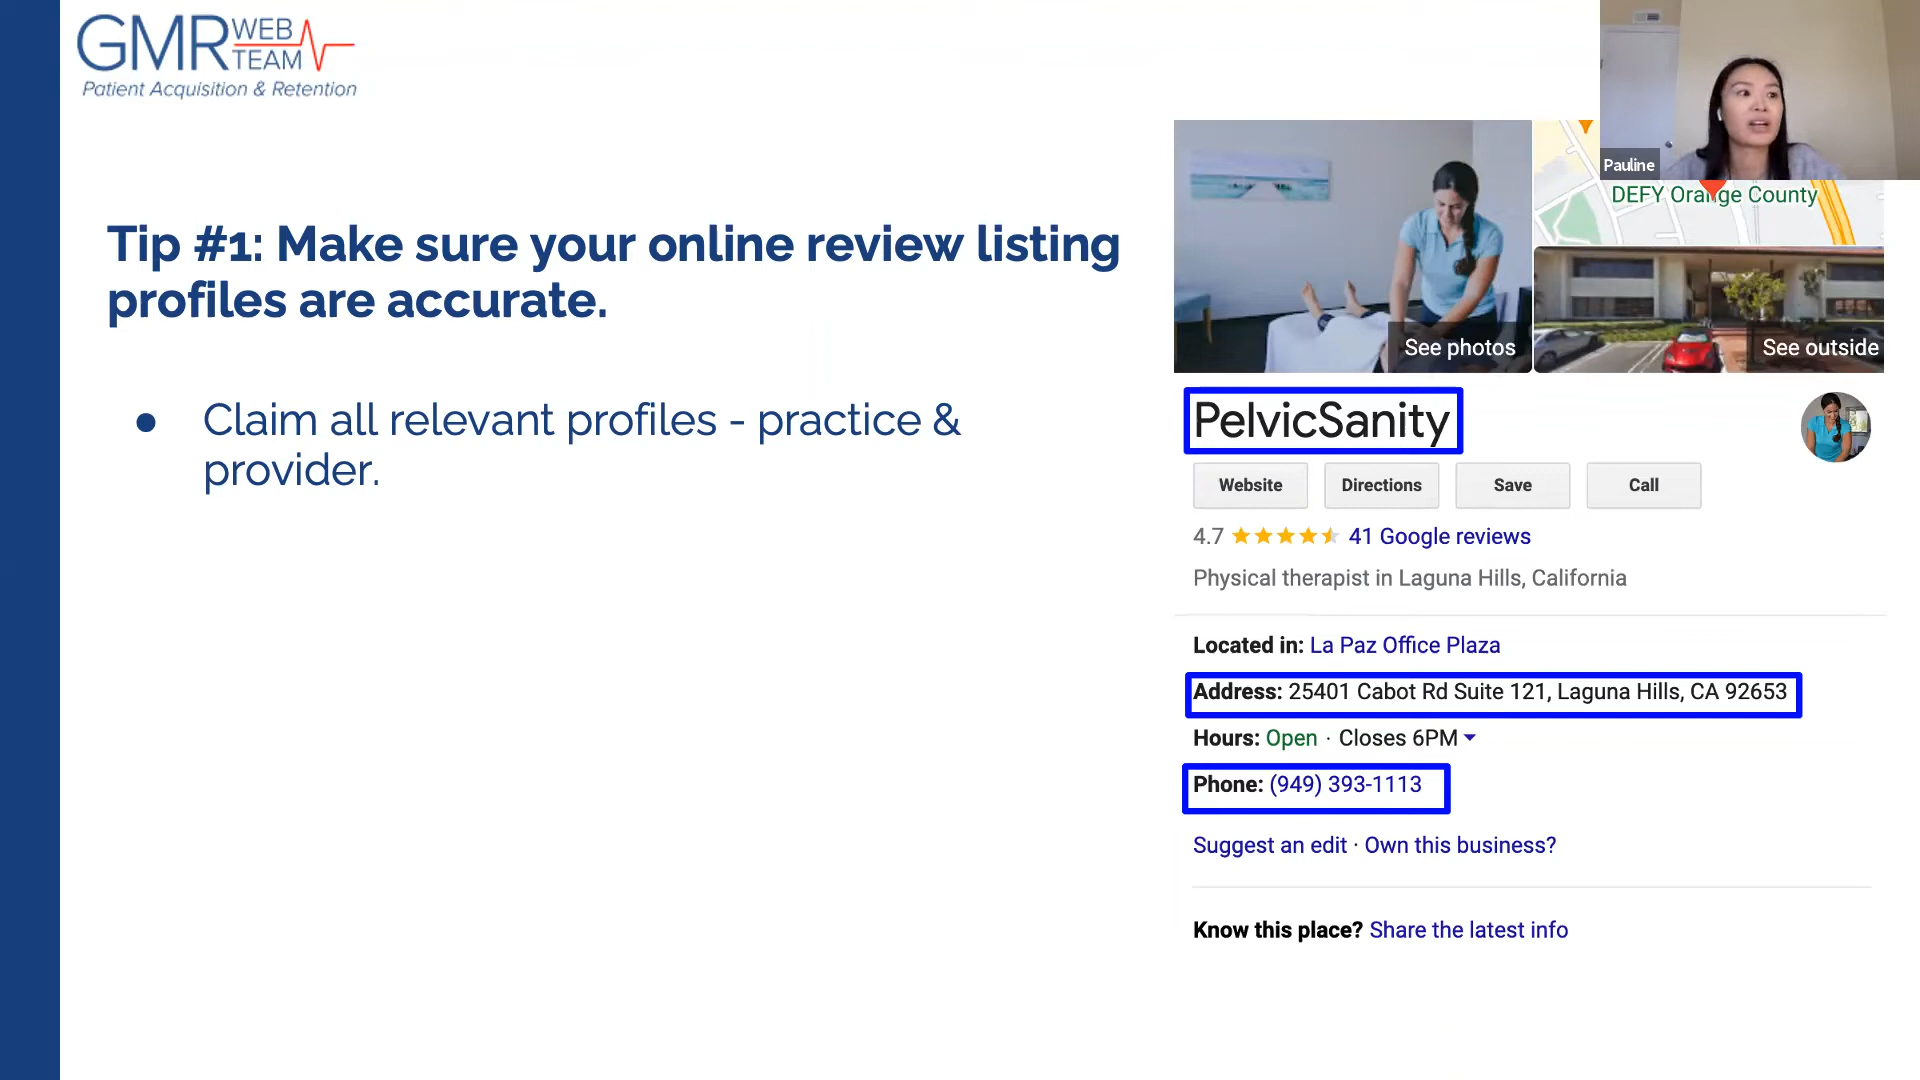 GMR WEB TEAM
Patient Acquisition & Retention
Pauline
DEFY Orange County
Tip #1: Make sure your online review listing
profiles are accurate.
● Claim all relevant profiles - practice &
provider.
See photos
See outside
PelvicSanity
Website Directions Save Call
4.7 41 Google reviews
Physical therapist in Laguna Hills, California
Located in: La Paz Office Plaza
Address: 25401 Cabot Rd Suite 121, Laguna Hills, CA 92653
Hours: Open · Closes 6PM
Phone: (949) 393-1113
Suggest an edit · Own this business?
Know this place? Share the latest info